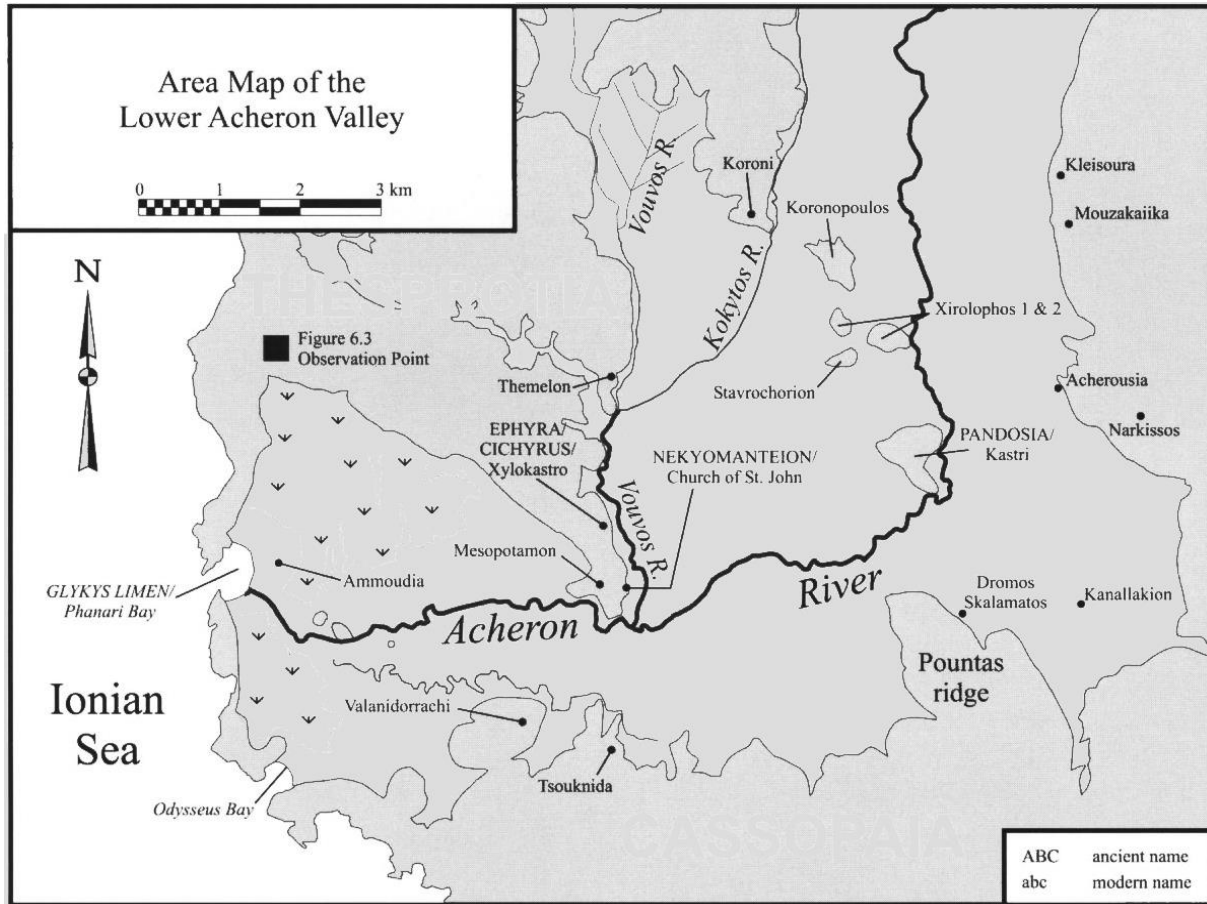 Area Map of the
Lower Acheron Valley
0 1 2 3 km
N
THESPROTIA
Figure 6.3
Observation Point
Vouvos R.
Koroni
Koronopoulos
Kleisoura
Mouzakaiika
Kokytos R.
Xirolophos 1 & 2
Themelon
Stavrochorion
Acherousia
Narkissos
EPHYRA/
CICHYRUS/
Xylokastro
NEKYOMANTEION/
Church of St. John
PANDOSIA/
Kastri
Vouvos R.
Mesopotamon
Ammoudia
GLYKYS LIMEN/
Phanari Bay
Acheron
River
Dromos
Skalamatos
Kanallakion
Pountas
ridge
Ionian
Sea
Valanidorrachi
Tsouknida
Odysseus Bay
CASSOPAIA
ABC ancient name
abc modern name